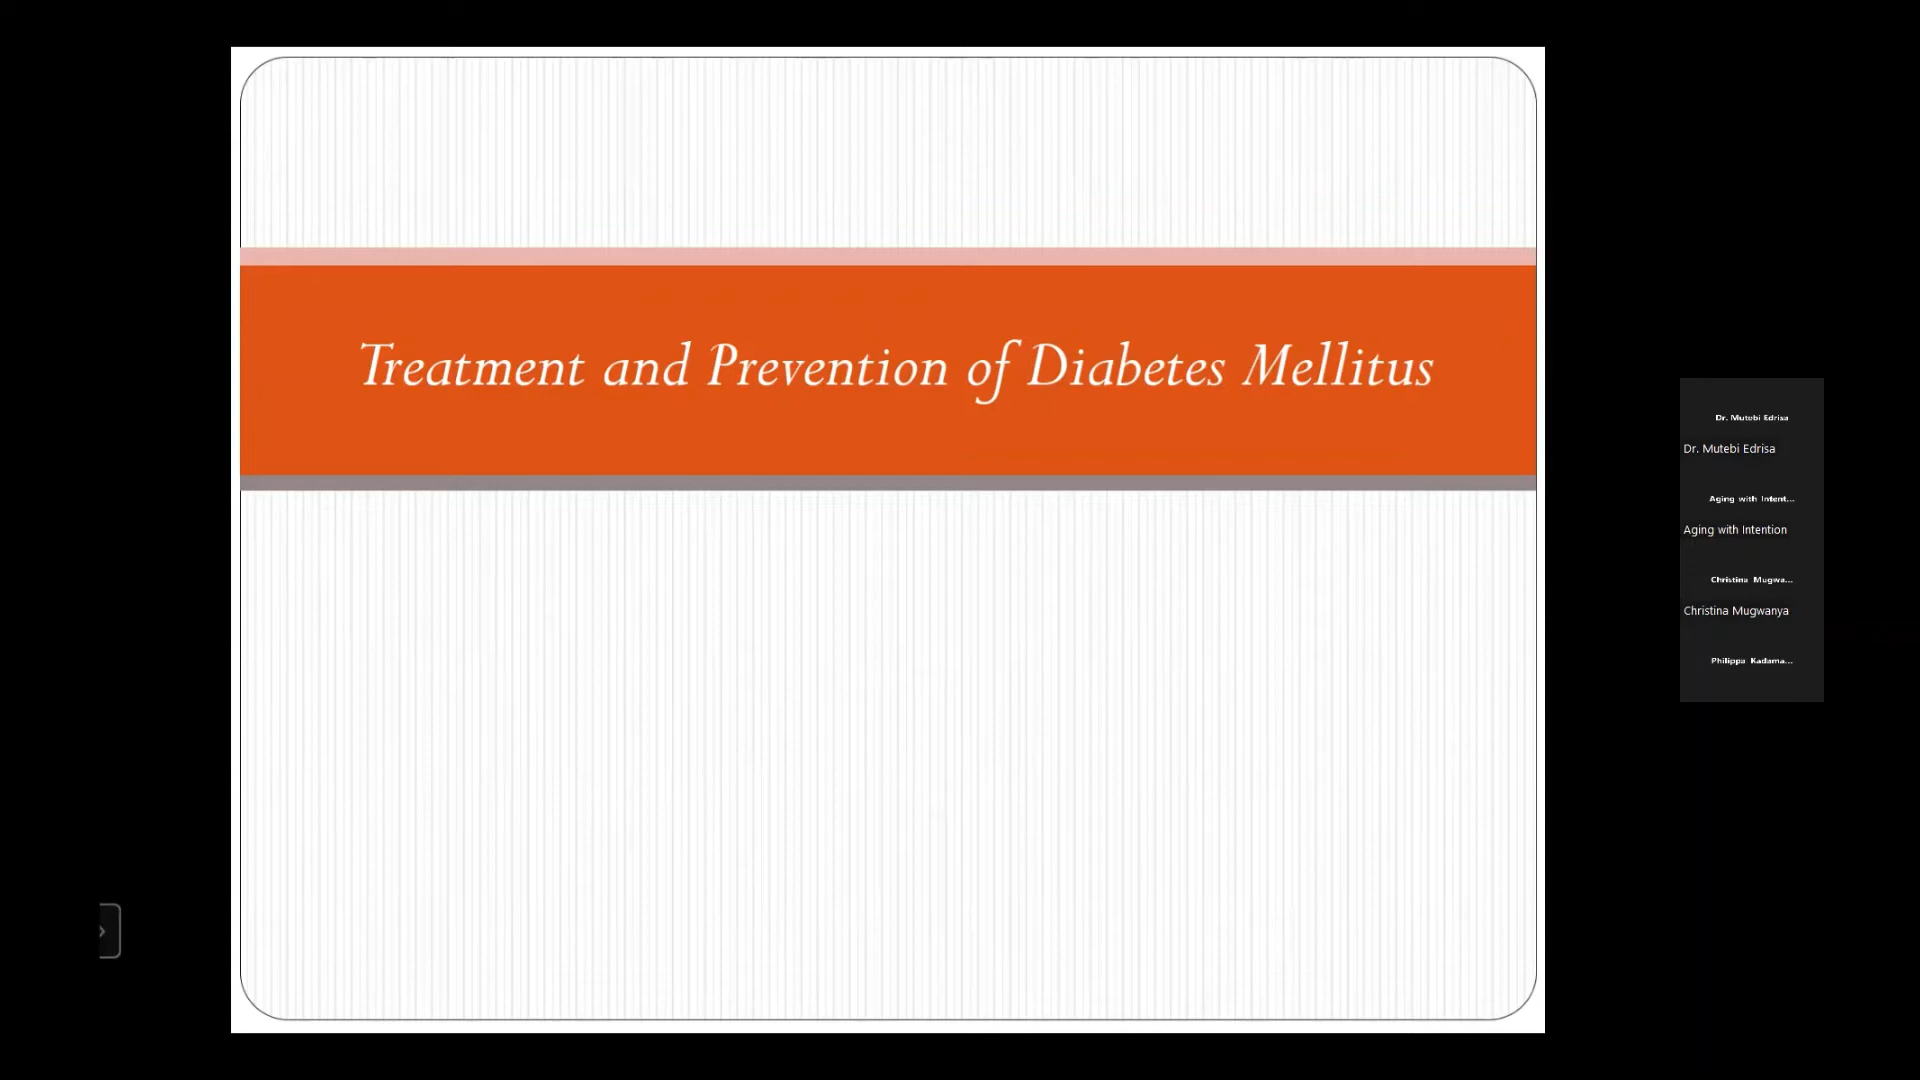 Treatment and Prevention of Diabetes Mellitus
Dr. Mutebi Edrisa
Dr. Mutebi Edrisa
Aging with Intent...
Aging with Intention
Christina Mugwa...
Christina Mugwanya
Philippa Kadama...